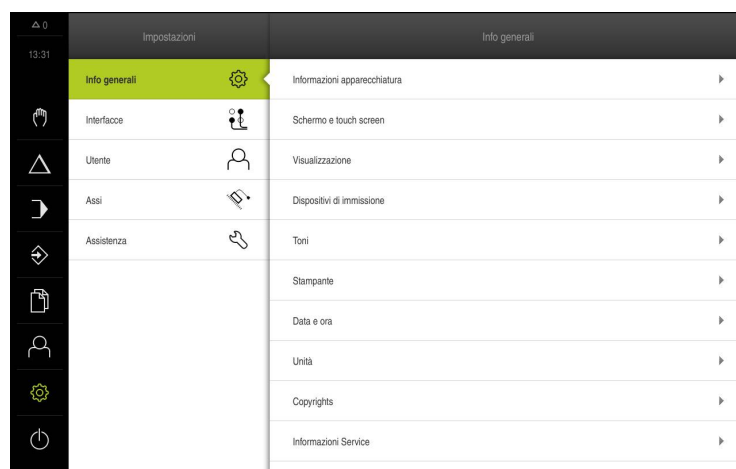 0
13:31
Impostazioni
Info generali
Interfacce
Utente
Assi
Assistenza
Info generali
Informazioni apparecchiatura
Schermo e touch screen
Visualizzazione
Dispositivi di immissione
Toni
Stampante
Data e ora
Unità
Copyrights
Informazioni Service